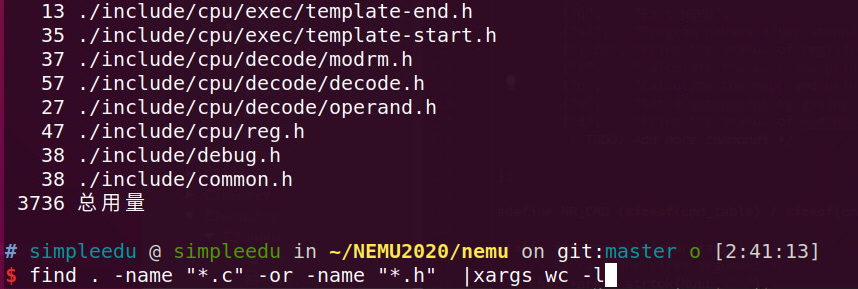 13 ./include/cpu/exec/template-end.h
35 ./include/cpu/exec/template-start.h
37 ./include/cpu/decode/modrm.h
57 ./include/cpu/decode/decode.h
27 ./include/cpu/decode/operand.h
47 ./include/cpu/reg.h
38 ./include/debug.h
38 ./include/common.h
3736 总用量
# simpleedu @ simpleedu in ~/NEMU2020/nemu on git:master o [2:41:13]
$ find . -name "*.c" -or -name "*.h"  |xargs wc -l